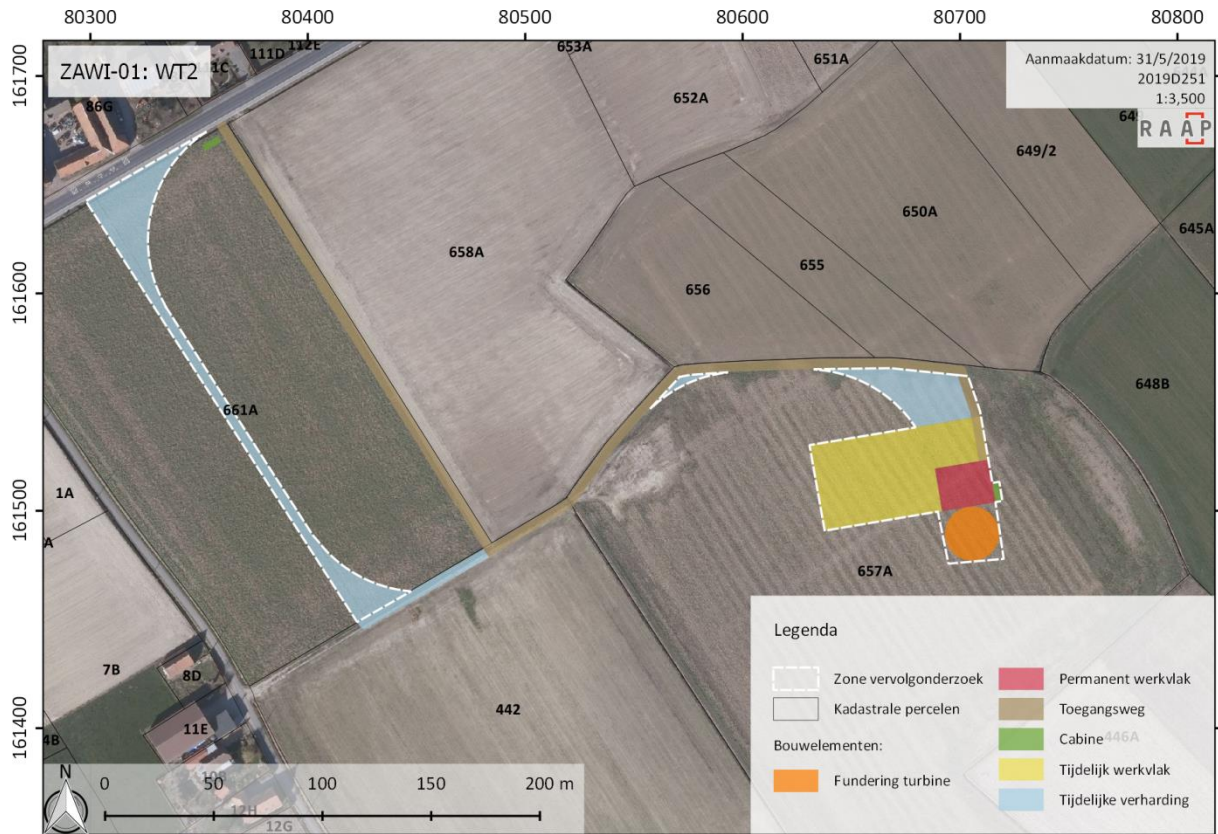 80300 80400 80500 80600 80700 80800
161700
161600
161500
161400
ZAWI-01: WT2
Aanmaakdatum: 31/5/2019
2019D251
1:3,500
RAAP
111D
112E
111C
86G
653A
651A
652A
649/2
650A
645A
658A
655
656
648B
661A
1A
657A
7B
8D
442
11E
4B
446A
12H
12G
N
0 50 100 150 200 m
Legenda
Zone vervolgonderzoek
Kadastrale percelen
Bouwelementen:
Fundering turbine
Permanent werkvlak
Toegangsweg
Cabine
Tijdelijk werkvlak
Tijdelijke verharding